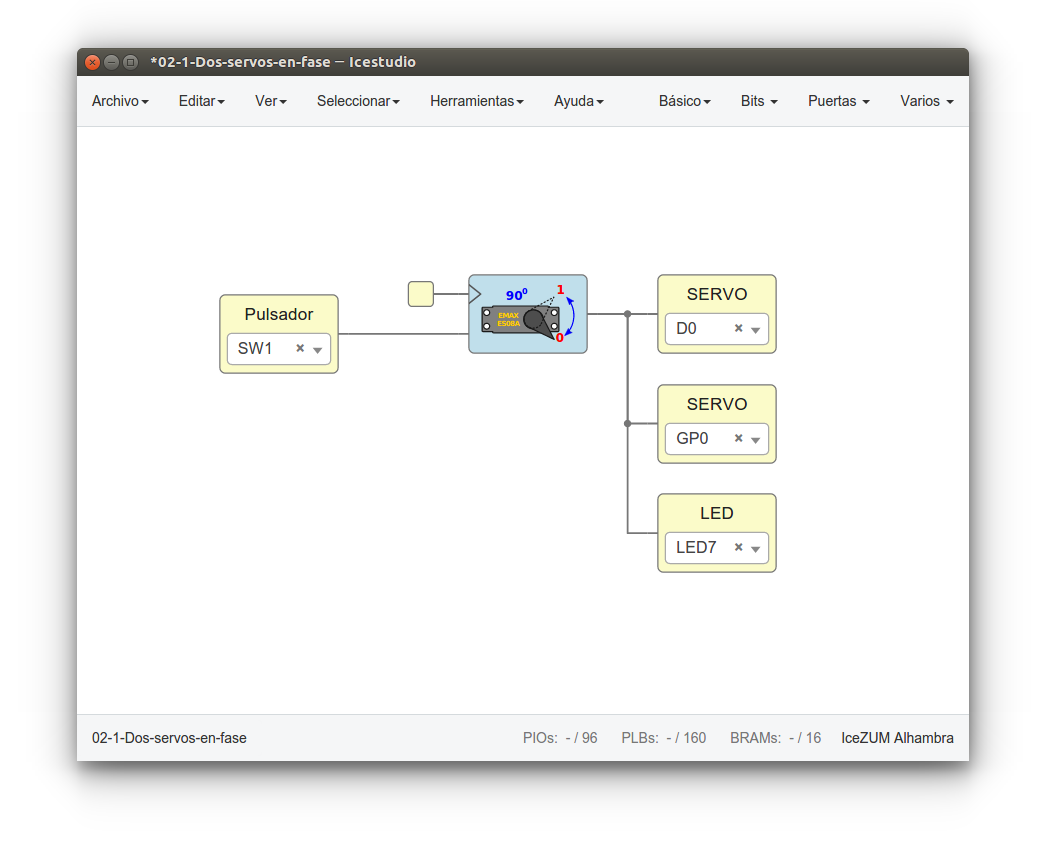 *02-1-Dos-servos-en-fase — Icestudio
Archivo Editar Ver Seleccionar Herramientas Ayuda Básico Bits Puertas Varios
Pulsador
SW1
90⁰
1
EMAX
ES08A
0
SERVO
D0
SERVO
GP0
LED
LED7
02-1-Dos-servos-en-fase PIOs: - / 96 PLBs: - / 160 BRAMs: - / 16 IceZUM Alhambra